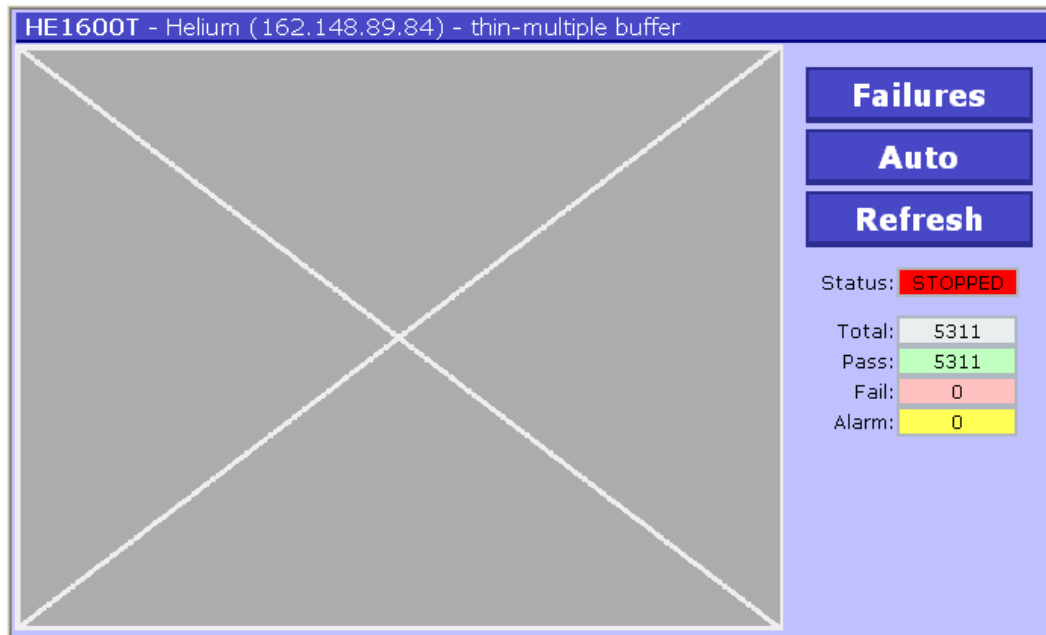 HE1600T - Helium (162.148.89.84) - thin-multiple buffer
Failures
Auto
Refresh
Status: STOPPED
Total: 5311
Pass: 5311
Fail: 0
Alarm: 0